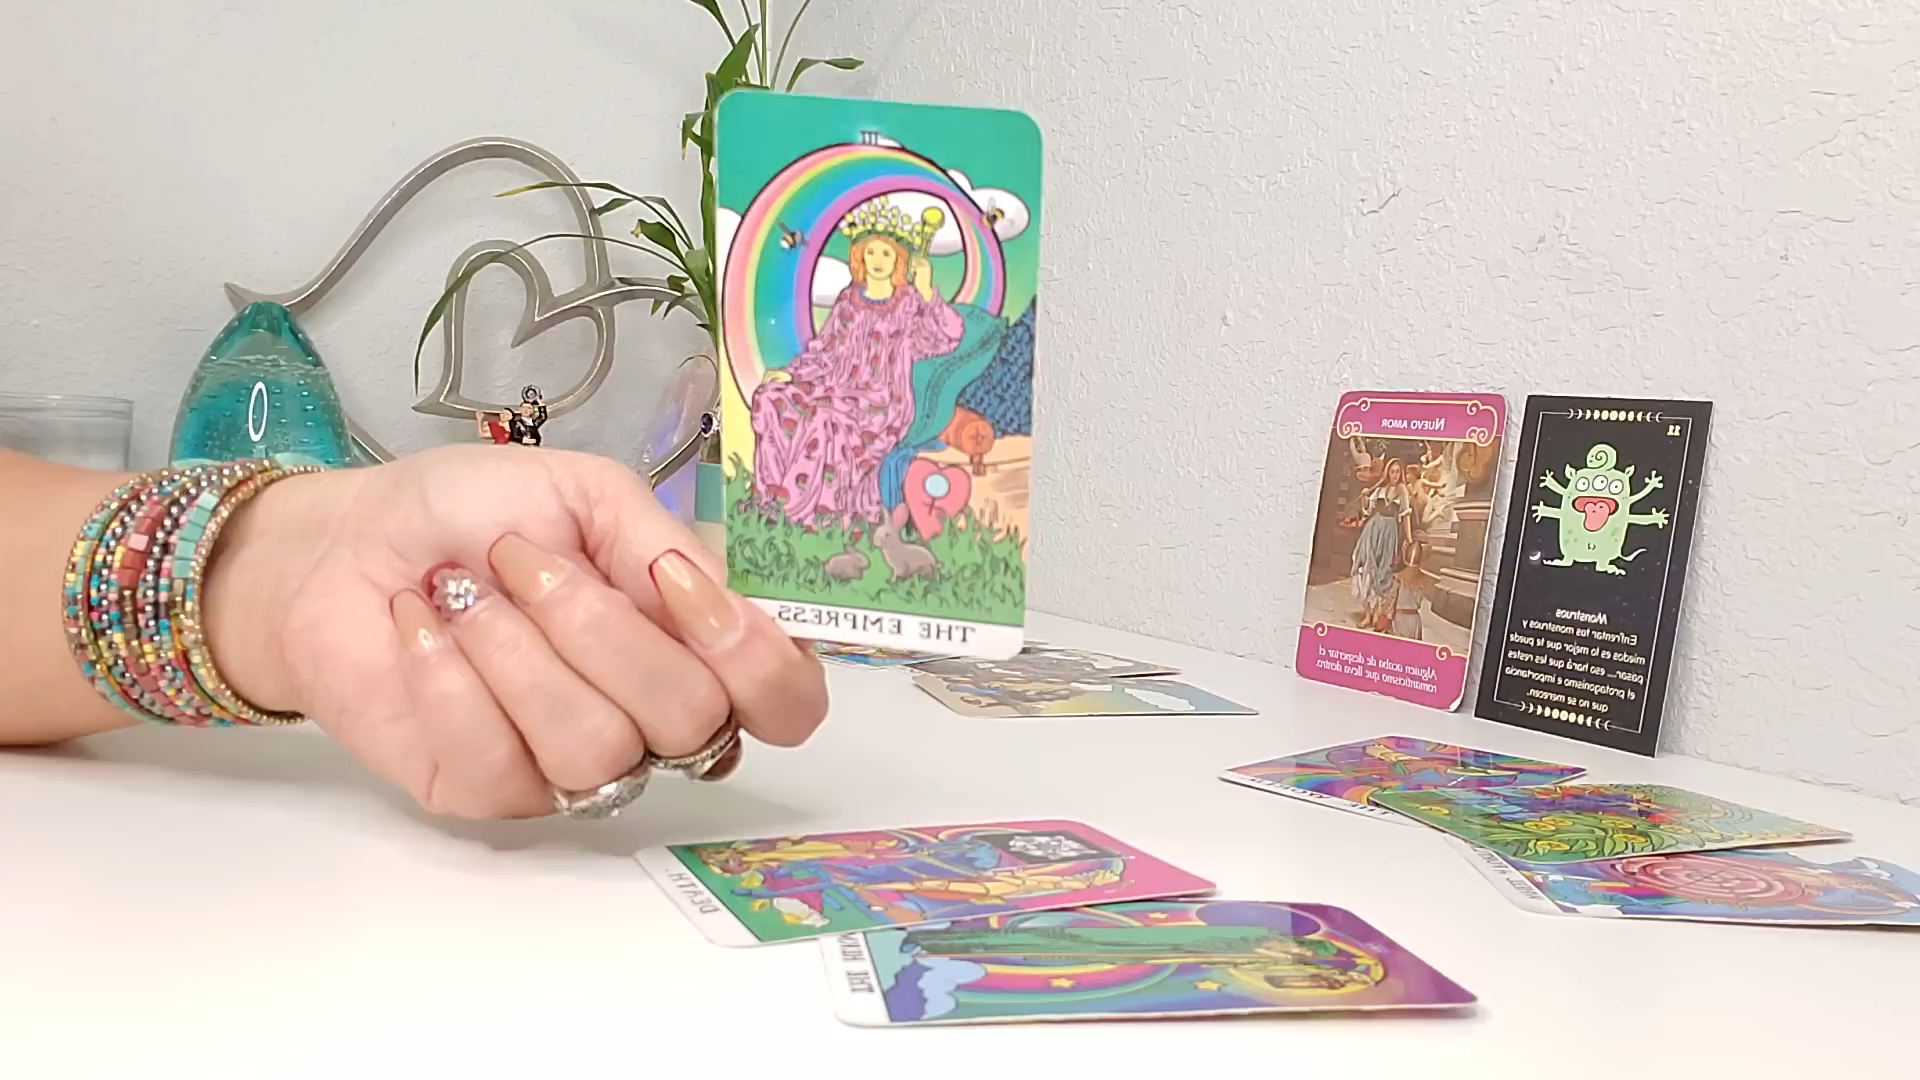 III
THE EMPRESS.
NUEVO AMOR
Alguien acaba de despertar el
romanticismo que lleva dentro.
22
Monstruos
Enfrentar tus monstruos y
miedos es lo mejor que te puede
pasar.... eso hará que les restes
el protagonismo e importancia
que no se merecen.
DEATH.